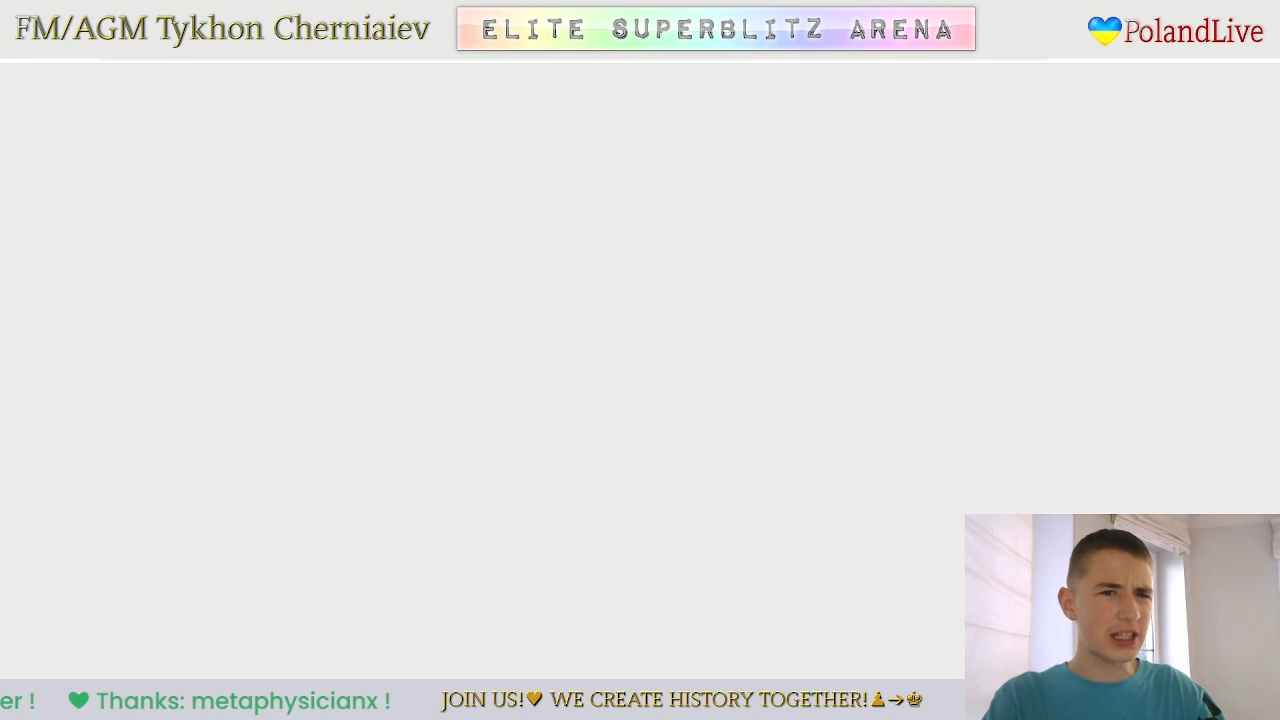 FM/AGM Tykhon Cherniaiev
ELITE SUPERBLITZ ARENA
💙PolandLive
er ! 💚 Thanks: metaphysicianx !
JOIN US!🧡 WE CREATE HISTORY TOGETHER!♟➔♚